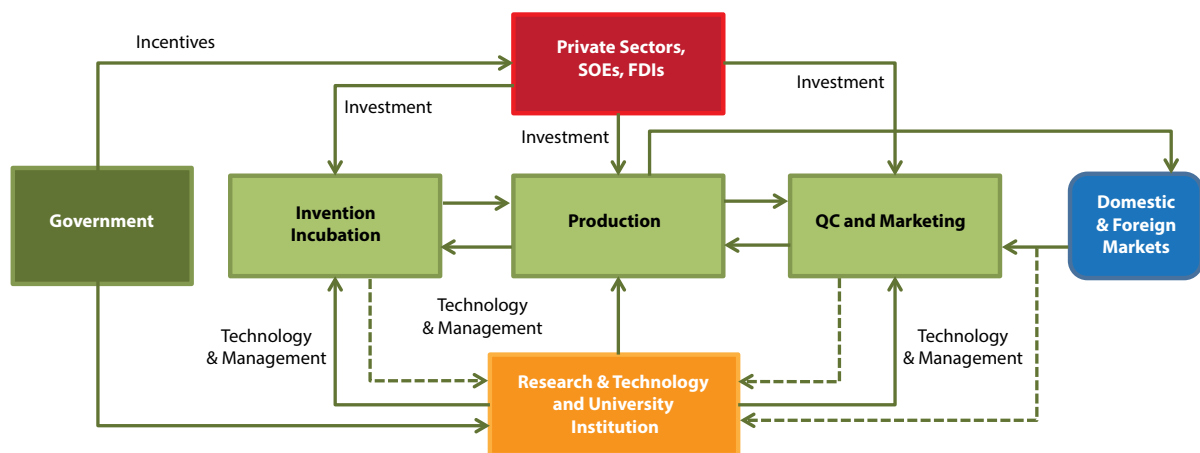 Incentives
Private Sectors,
SOEs, FDIs
Investment
Investment
Investment
Government
Invention
Incubation
Production
QC and Marketing
Domestic
& Foreign
Markets
Technology
& Management
Technology
& Management
Technology
& Management
Research & Technology
and University
Institution